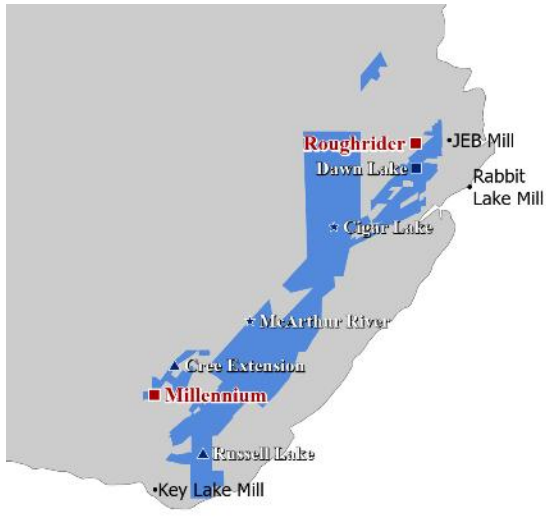 Roughrider
JEB Mill
Dawn Lake
Rabbit
Lake Mill
Cigar Lake
McArthur River
Cree Extension
Millennium
Russell Lake
Key Lake Mill